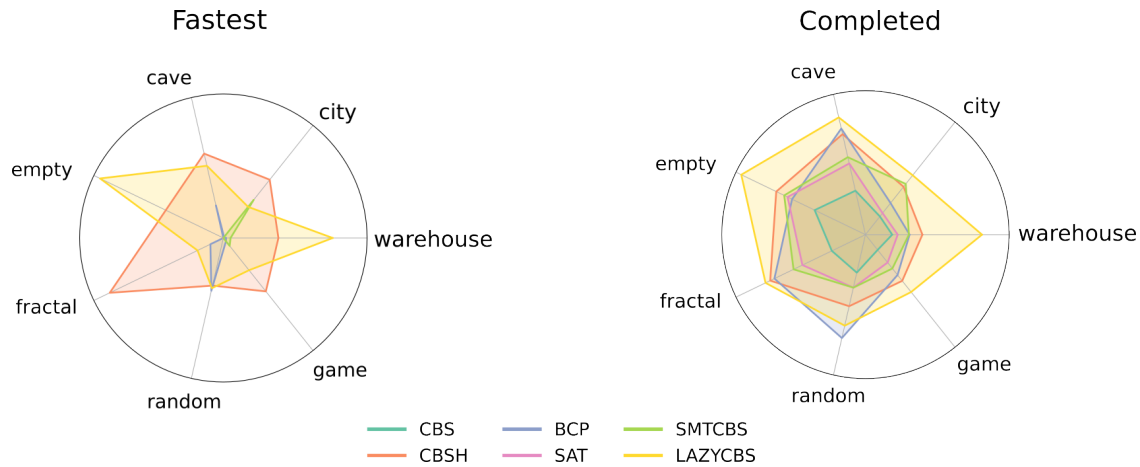 Fastest
cave
city
empty
warehouse
fractal
game
random
Completed
cave
city
empty
warehouse
fractal
game
random
CBS
BCP
SMTCBS
CBSH
SAT
LAZYCBS